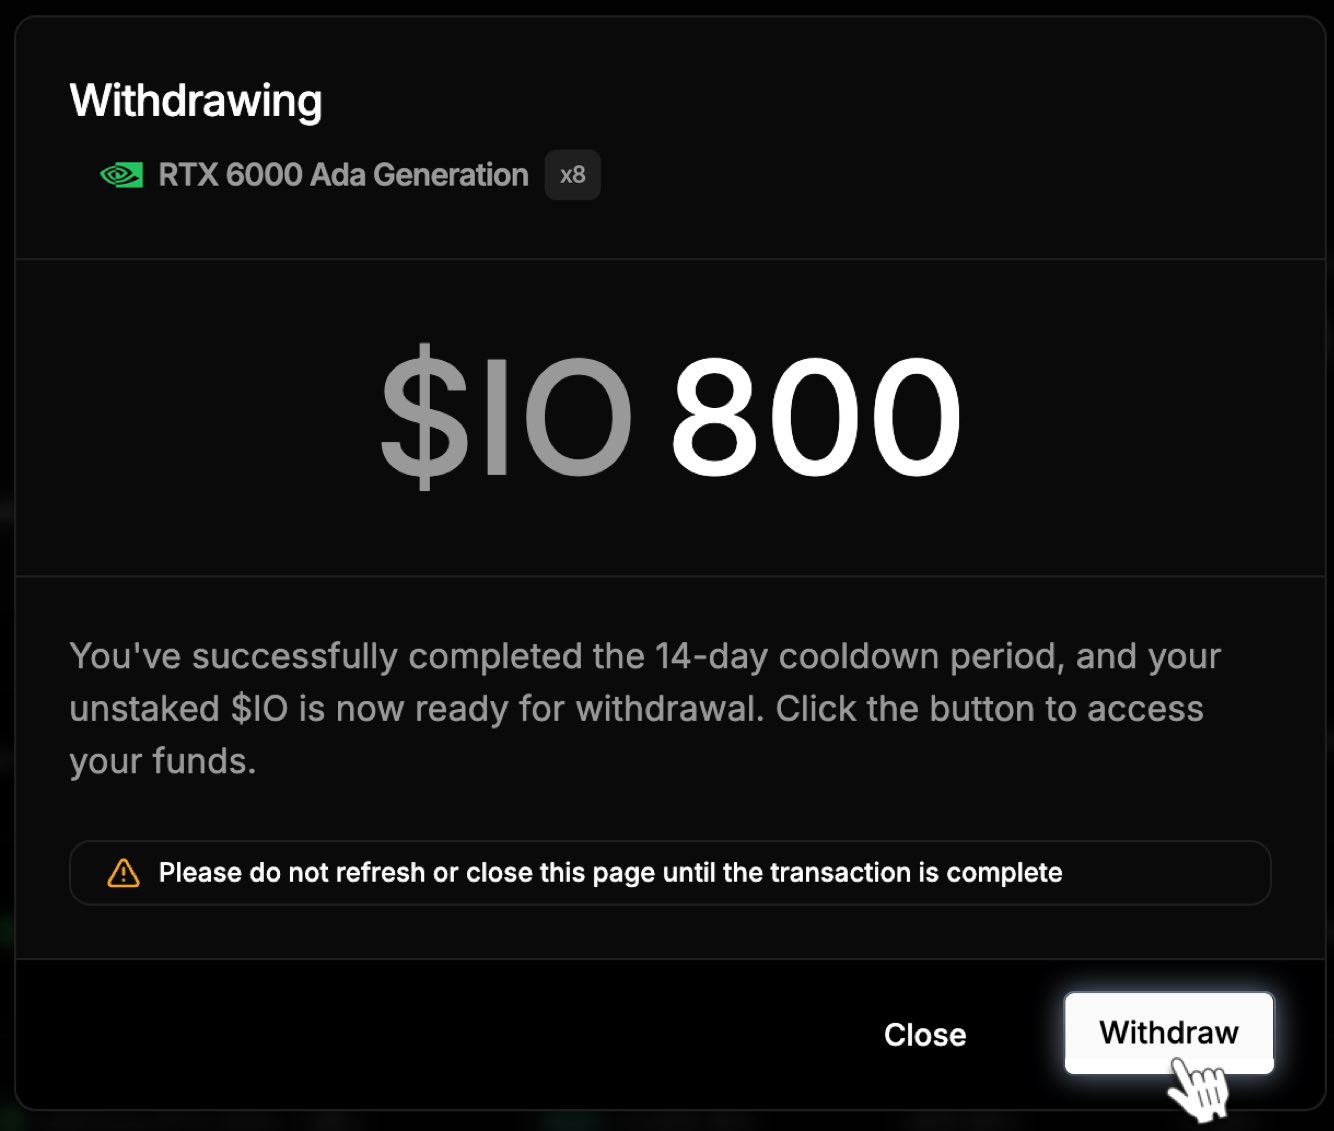 Withdrawing
RTX 6000 Ada Generation x8
$IO 800
You've successfully completed the 14-day cooldown period, and your
unstaked $IO is now ready for withdrawal. Click the button to access
your funds.
Please do not refresh or close this page until the transaction is complete
Close Withdraw